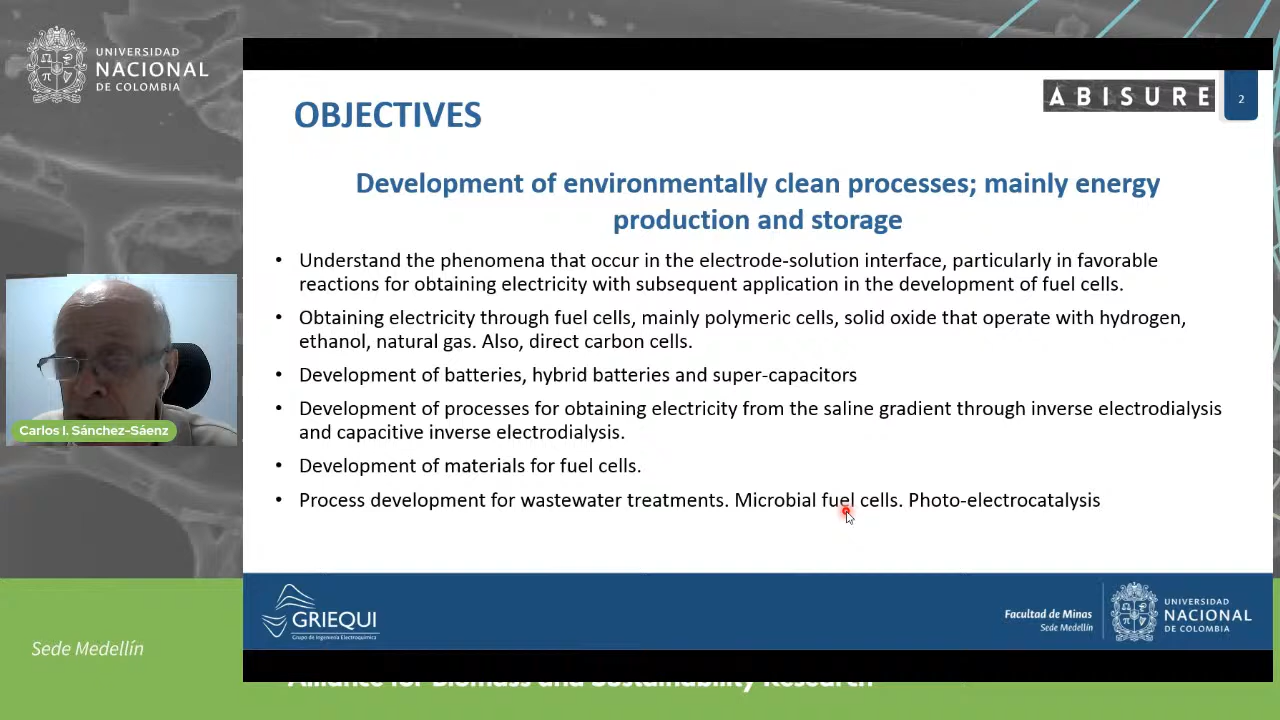 UNIVERSIDAD
NACIONAL
DE COLOMBIA
ABISURE
2
OBJECTIVES
Development of environmentally clean processes; mainly energy
production and storage
• Understand the phenomena that occur in the electrode-solution interface, particularly in favorable
reactions for obtaining electricity with subsequent application in the development of fuel cells.
• Obtaining electricity through fuel cells, mainly polymeric cells, solid oxide that operate with hydrogen,
ethanol, natural gas. Also, direct carbon cells.
• Development of batteries, hybrid batteries and super-capacitors
• Development of processes for obtaining electricity from the saline gradient through inverse electrodialysis
and capacitive inverse electrodialysis.
• Development of materials for fuel cells.
• Process development for wastewater treatments. Microbial fuel cells. Photo-electrocatalysis
Carlos I. Sánchez-Sáenz
GRIEQUI
Grupo de Ingeniería Electroquímica
Facultad de Minas
Sede Medellín
UNIVERSIDAD
NACIONAL
DE COLOMBIA
Sede Medellín
Alliance for Biomass and Sustainability Research